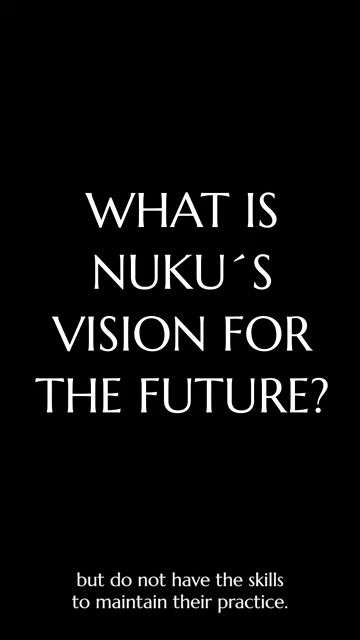 WHAT IS
NUKU´S
VISION FOR
THE FUTURE?
but do not have the skills
to maintain their practice.